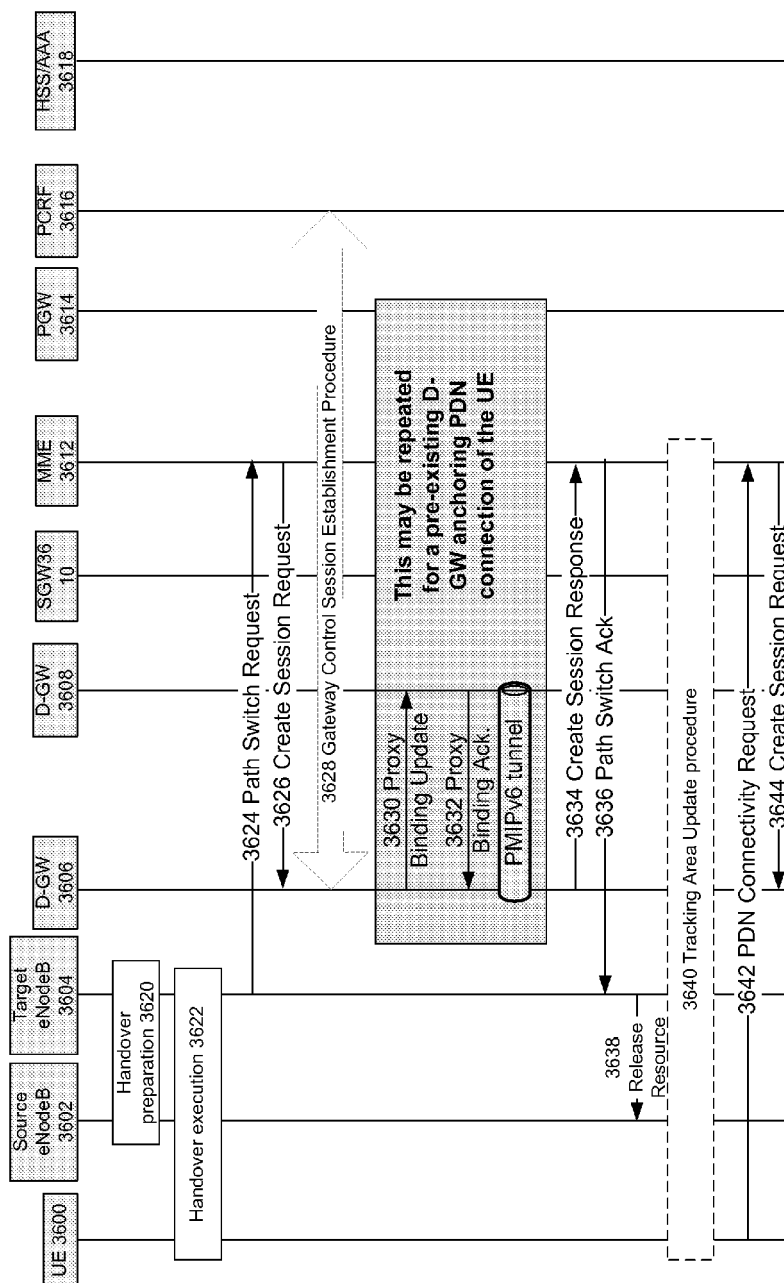 UE 3600
Source
eNodeB
3602
Target
eNodeB
3604
D-GW
3606
D-GW
3608
SGW36
10
MME
3612
PGW
3614
PCRF
3616
HSS/AAA
3618
Handover
preparation 3620
Handover execution 3622
3624 Path Switch Request
3626 Create Session Request
3628 Gateway Control Session Establishment Procedure
This may be repeated
for a pre-existing D-
GW anchoring PDN
connection of the UE
3630 Proxy
Binding Update
3632 Proxy
Binding Ack.
PMIPv6 tunnel
3634 Create Session Response
3636 Path Switch Ack
3638
Release
Resource
3640 Tracking Area Update procedure
3642 PDN Connectivity Request
3644 Create Session Request